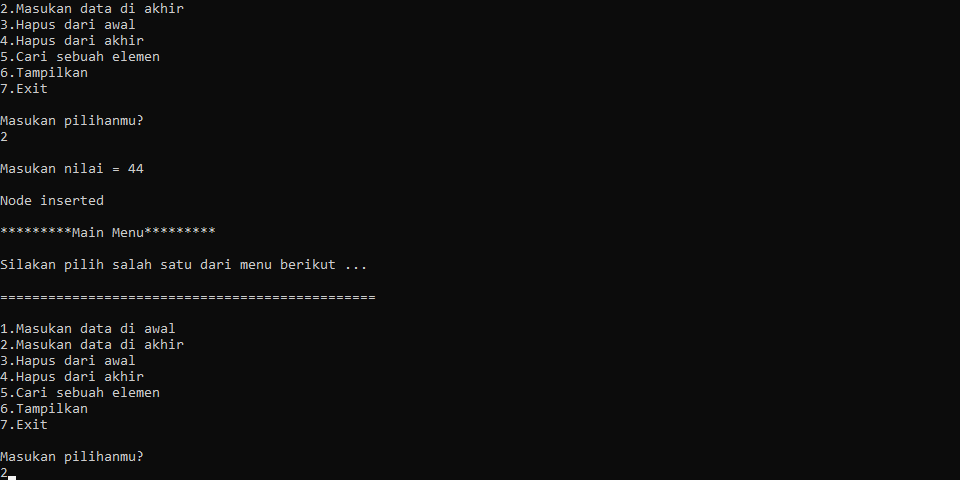 2.Masukan data di akhir
3.Hapus dari awal
4.Hapus dari akhir
5.Cari sebuah elemen
6.Tampilkan
7.Exit
Masukan pilihanmu?
2
Masukan nilai = 44
Node inserted
*********Main Menu*********
Silakan pilih salah satu dari menu berikut ...
===============================================
1.Masukan data di awal
2.Masukan data di akhir
3.Hapus dari awal
4.Hapus dari akhir
5.Cari sebuah elemen
6.Tampilkan
7.Exit
Masukan pilihanmu?
2